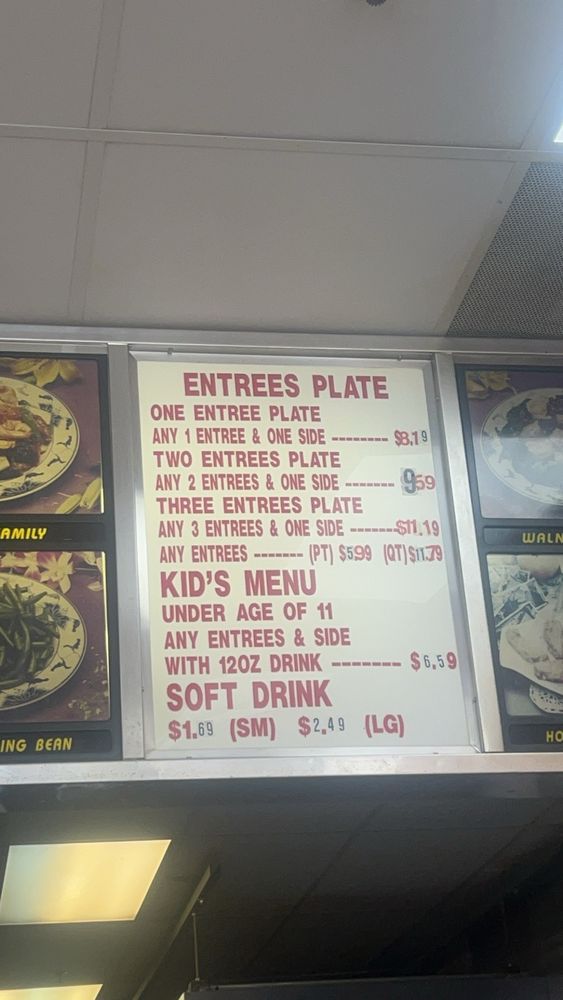 ENTREES PLATE
ONE ENTREE PLATE
ANY 1 ENTREE & ONE SIDE -------- $8.19
TWO ENTREES PLATE
ANY 2 ENTREES & ONE SIDE ------- 959
THREE ENTREES PLATE
ANY 3 ENTREES & ONE SIDE ------$11.19
ANY ENTREES ------- (PT) $5.99 (QT) $11.79
KID'S MENU
UNDER AGE OF 11
ANY ENTREES & SIDE
WITH 12OZ DRINK ------- $6.59
SOFT DRINK
$1.69 (SM) $2.49 (LG)
AMILY
ING BEAN
WALN
HO